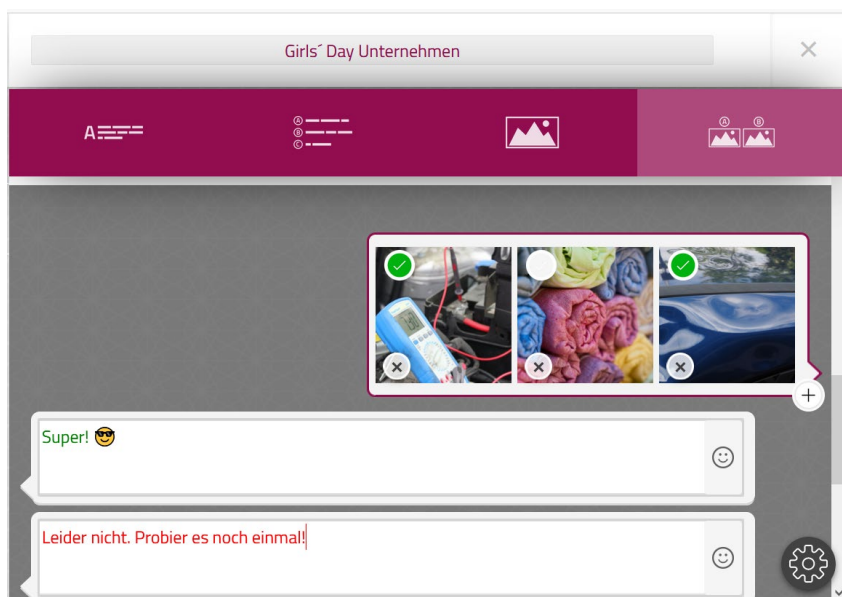 Girls´ Day Unternehmen
A
A
B
C
A
B
Super! 😎
Leider nicht. Probier es noch einmal!